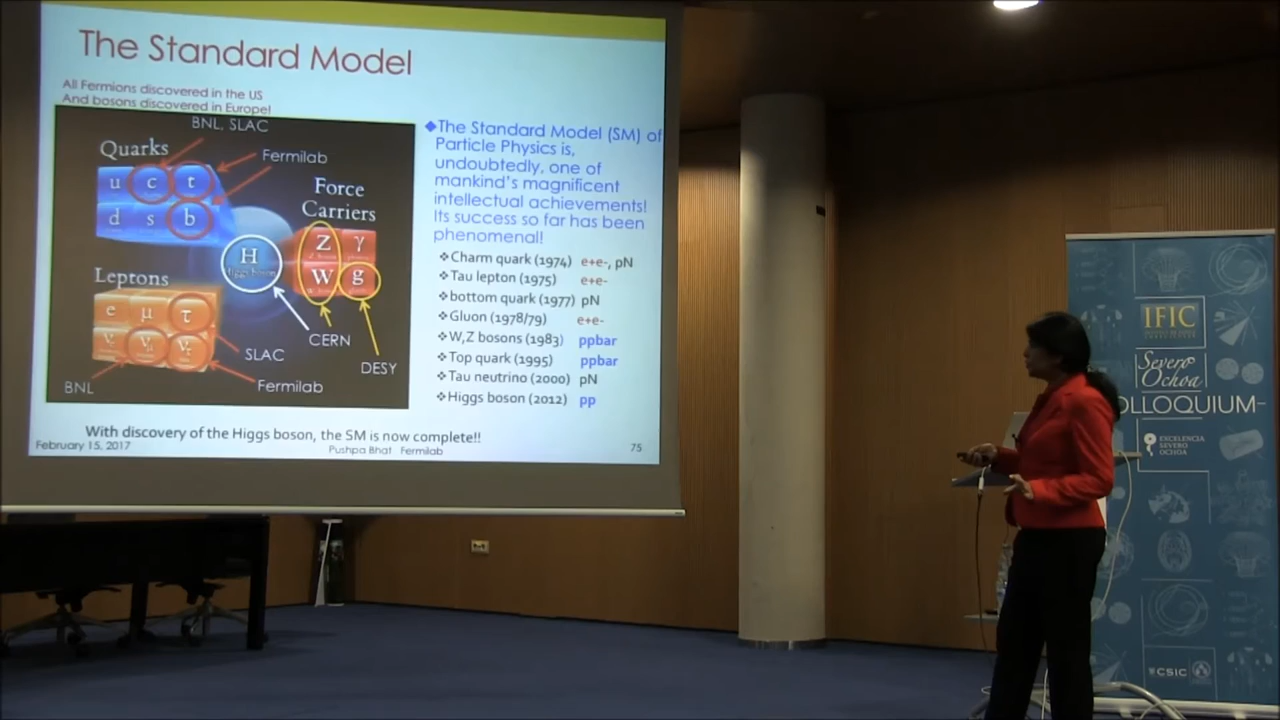 The Standard Model
All Fermions discovered in the US
And bosons discovered in Europe!
BNL, SLAC
Quarks
Fermilab
u c t
d s b
Force
Carriers
Z γ
W g
H
Higgs boson
Leptons
e μ τ
νe νμ ντ
CERN
SLAC
DESY
BNL
Fermilab
◆The Standard Model (SM) of
Particle Physics is,
undoubtedly, one of
mankind's magnificent
intellectual achievements!
Its success so far has been
phenomenal!
❖Charm quark (1974) e+e-, pN
❖Tau lepton (1975) e+e-
❖bottom quark (1977) pN
❖Gluon (1978/79) e+e-
❖W,Z bosons (1983) ppbar
❖Top quark (1995) ppbar
❖Tau neutrino (2000) pN
❖Higgs boson (2012) pp
With discovery of the Higgs boson, the SM is now complete!!
February 15, 2017
Pushpa Bhat Fermilab
75
IFIC
Severo
Ochoa
OLLOQUIUM
EXCELENCIA
SEVERO
OCHOA
CSIC